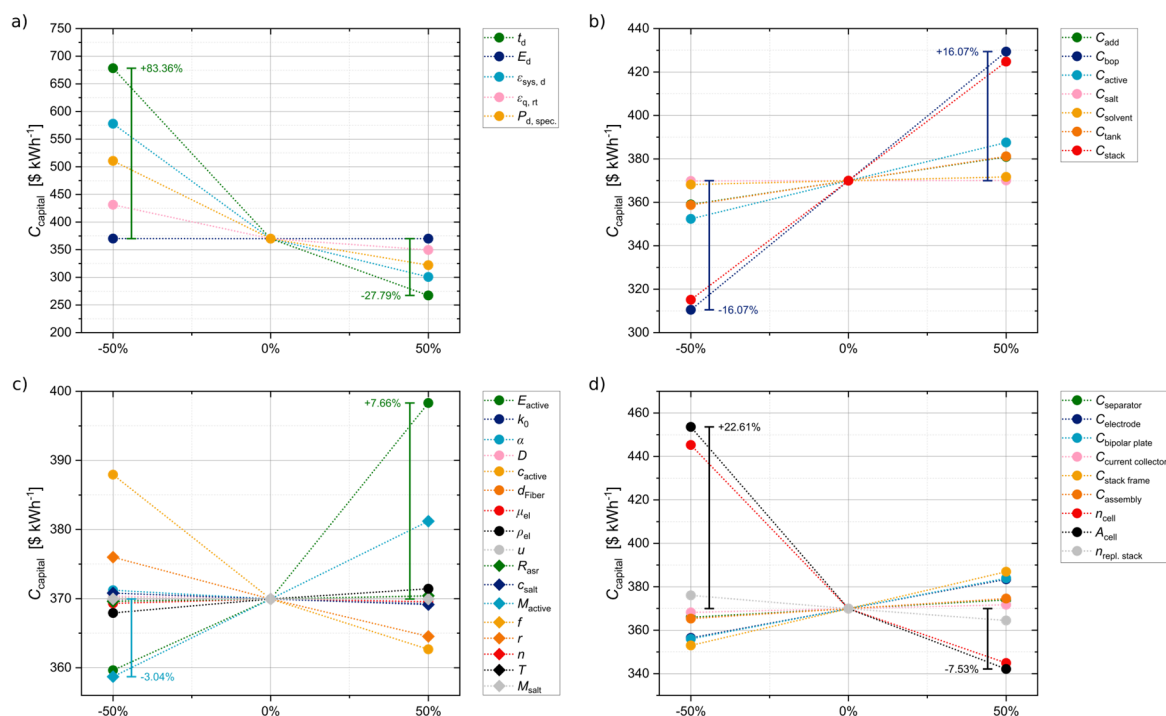 a)
750
700
650
600
550
500
450
400
350
300
250
200
C_capital [$ kWh⁻¹]
+83.36%
-27.79%
-50% 0% 50%
t_d
E_d
ε_sys, d
ε_q, rt
P_d, spec.
b)
440
420
400
380
360
340
320
300
C_capital [$ kWh⁻¹]
+16.07%
-16.07%
-50% 0% 50%
C_add
C_bop
C_active
C_salt
C_solvent
C_tank
C_stack
c)
400
390
380
370
360
C_capital [$ kWh⁻¹]
+7.66%
-3.04%
-50% 0% 50%
E_active
k_0
α
D
c_active
d_Fiber
μ_el
ρ_el
u
R_asr
c_salt
M_active
f
r
n
T
M_salt
d)
460
440
420
400
380
360
340
C_capital [$ kWh⁻¹]
+22.61%
-7.53%
-50% 0% 50%
C_separator
C_electrode
C_bipolar plate
C_current collector
C_stack frame
C_assembly
n_cell
A_cell
n_repl. stack